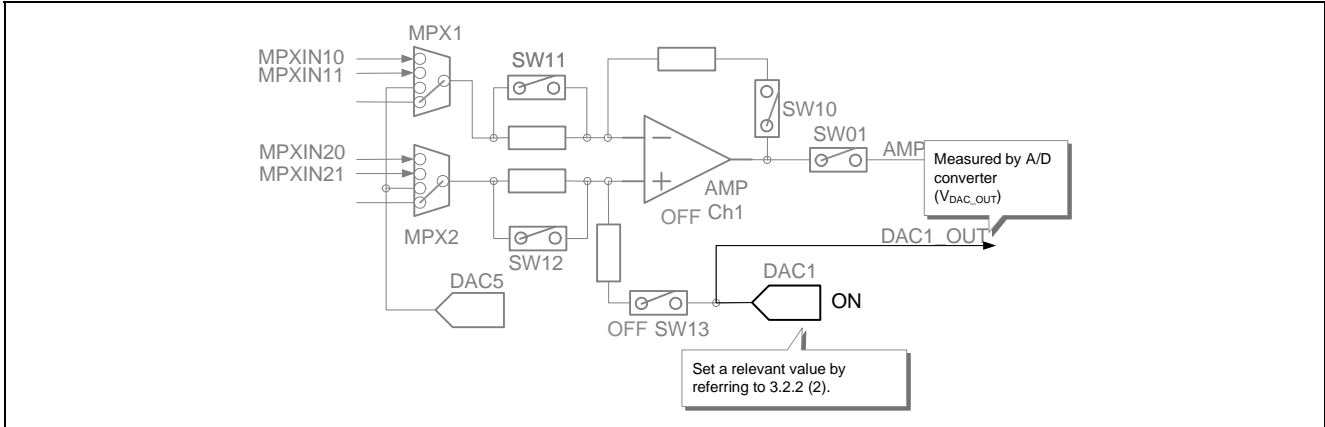 MPX1
MPXIN10
MPXIN11
SW11
SW10
SW01
MPXIN20
MPXIN21
AMP
Measured by A/D
converter
(VDAC_OUT)
AMP
OFF Ch1
MPX2
SW12
DAC1_OUT
DAC5
DAC1
ON
OFF SW13
Set a relevant value by
referring to 3.2.2 (2).